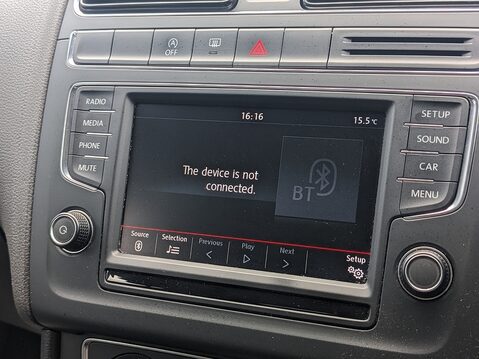 OFF
RADIO
MEDIA
PHONE
MUTE
16:16
15.5 °C
The device is not
connected.
BT
Source
Selection
Previous
Play
Next
Setup
SETUP
SOUND
CAR
MENU